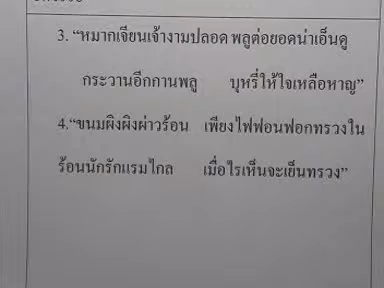 3. “หมากเจียนเจ้างามปลอด พลูต่อยอดน่าเอ็นดู
กระวานอีกกานพลู บุหรี่ให้ใจเหลือหาญ”
4.“ขนมผิงผิงผ่าวร้อน เพียงไฟฟอนฟอกทรวงใน
ร้อนนักรักแรมไกล เมื่อไรเห็นจะเย็นทรวง”